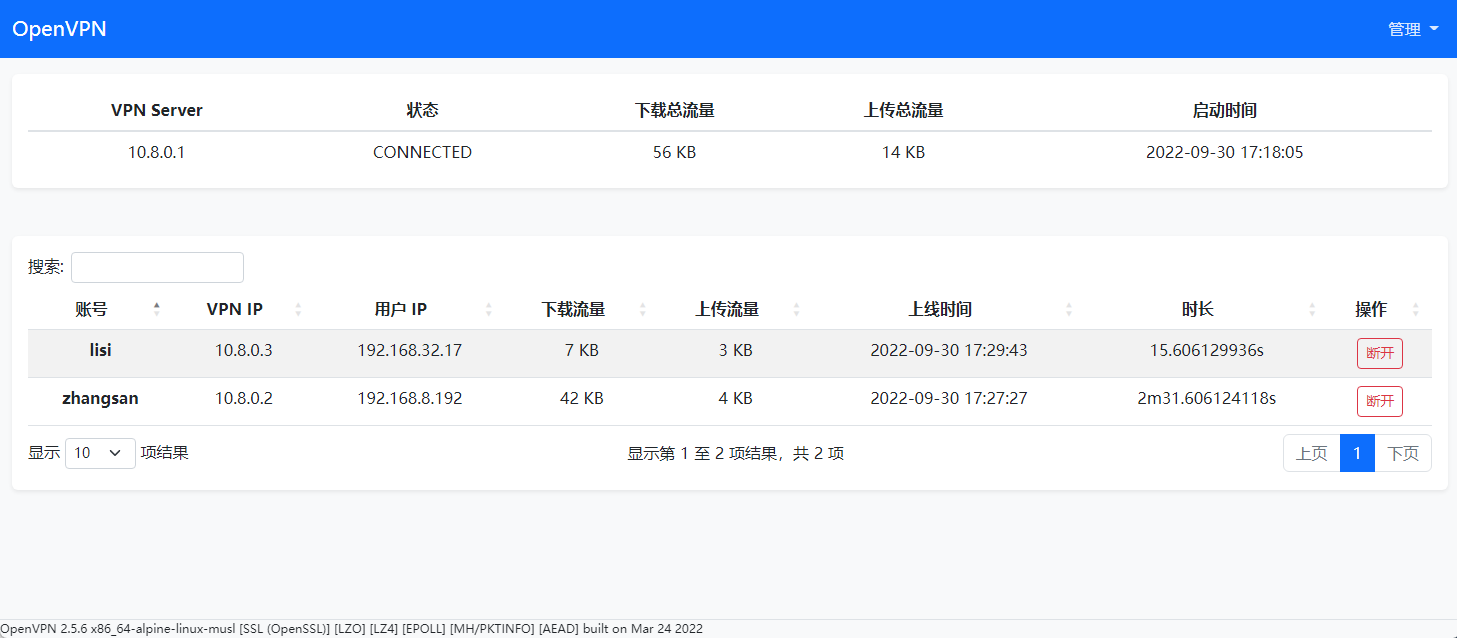 OpenVPN 管理
VPN Server 状态 下载总流量 上传总流量 启动时间
10.8.0.1 CONNECTED 56 KB 14 KB 2022-09-30 17:18:05
搜索:
账号 VPN IP 用户 IP 下载流量 上传流量 上线时间 时长 操作
lisi 10.8.0.3 192.168.32.17 7 KB 3 KB 2022-09-30 17:29:43 15.606129936s 断开
zhangsan 10.8.0.2 192.168.8.192 42 KB 4 KB 2022-09-30 17:27:27 2m31.606124118s 断开
显示 10 项结果 显示第 1 至 2 项结果，共 2 项 上页 1 下页
OpenVPN 2.5.6 x86_64-alpine-linux-musl [SSL (OpenSSL)] [LZO] [LZ4] [EPOLL] [MH/PKTINFO] [AEAD] built on Mar 24 2022